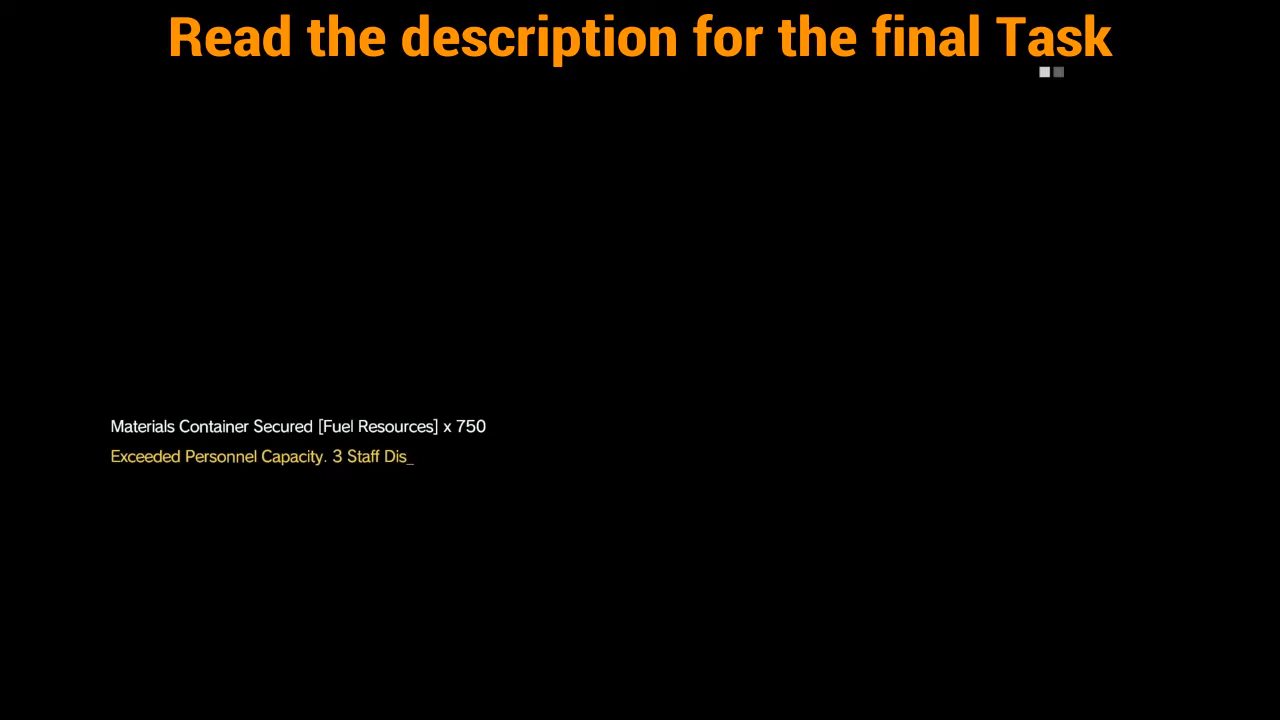 Read the description for the final Task
Materials Container Secured [Fuel Resources] x 750
Exceeded Personnel Capacity. 3 Staff Dis_